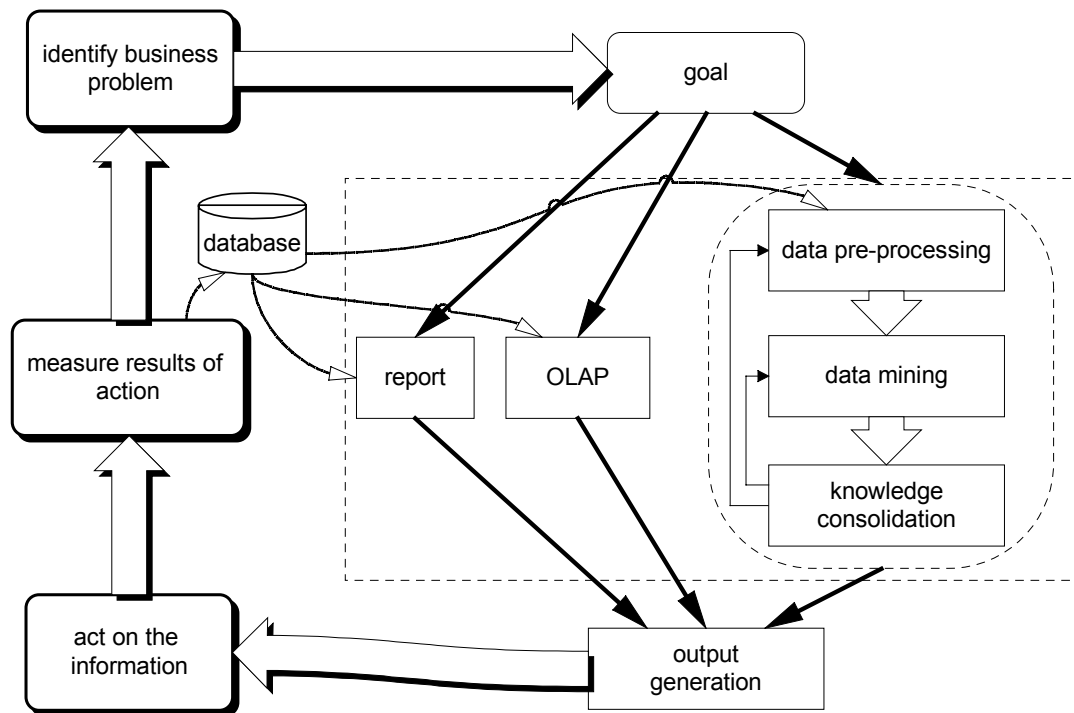 identify business
problem
goal
database
data pre-processing
measure results of
action
report
OLAP
data mining
knowledge
consolidation
act on the
information
output
generation